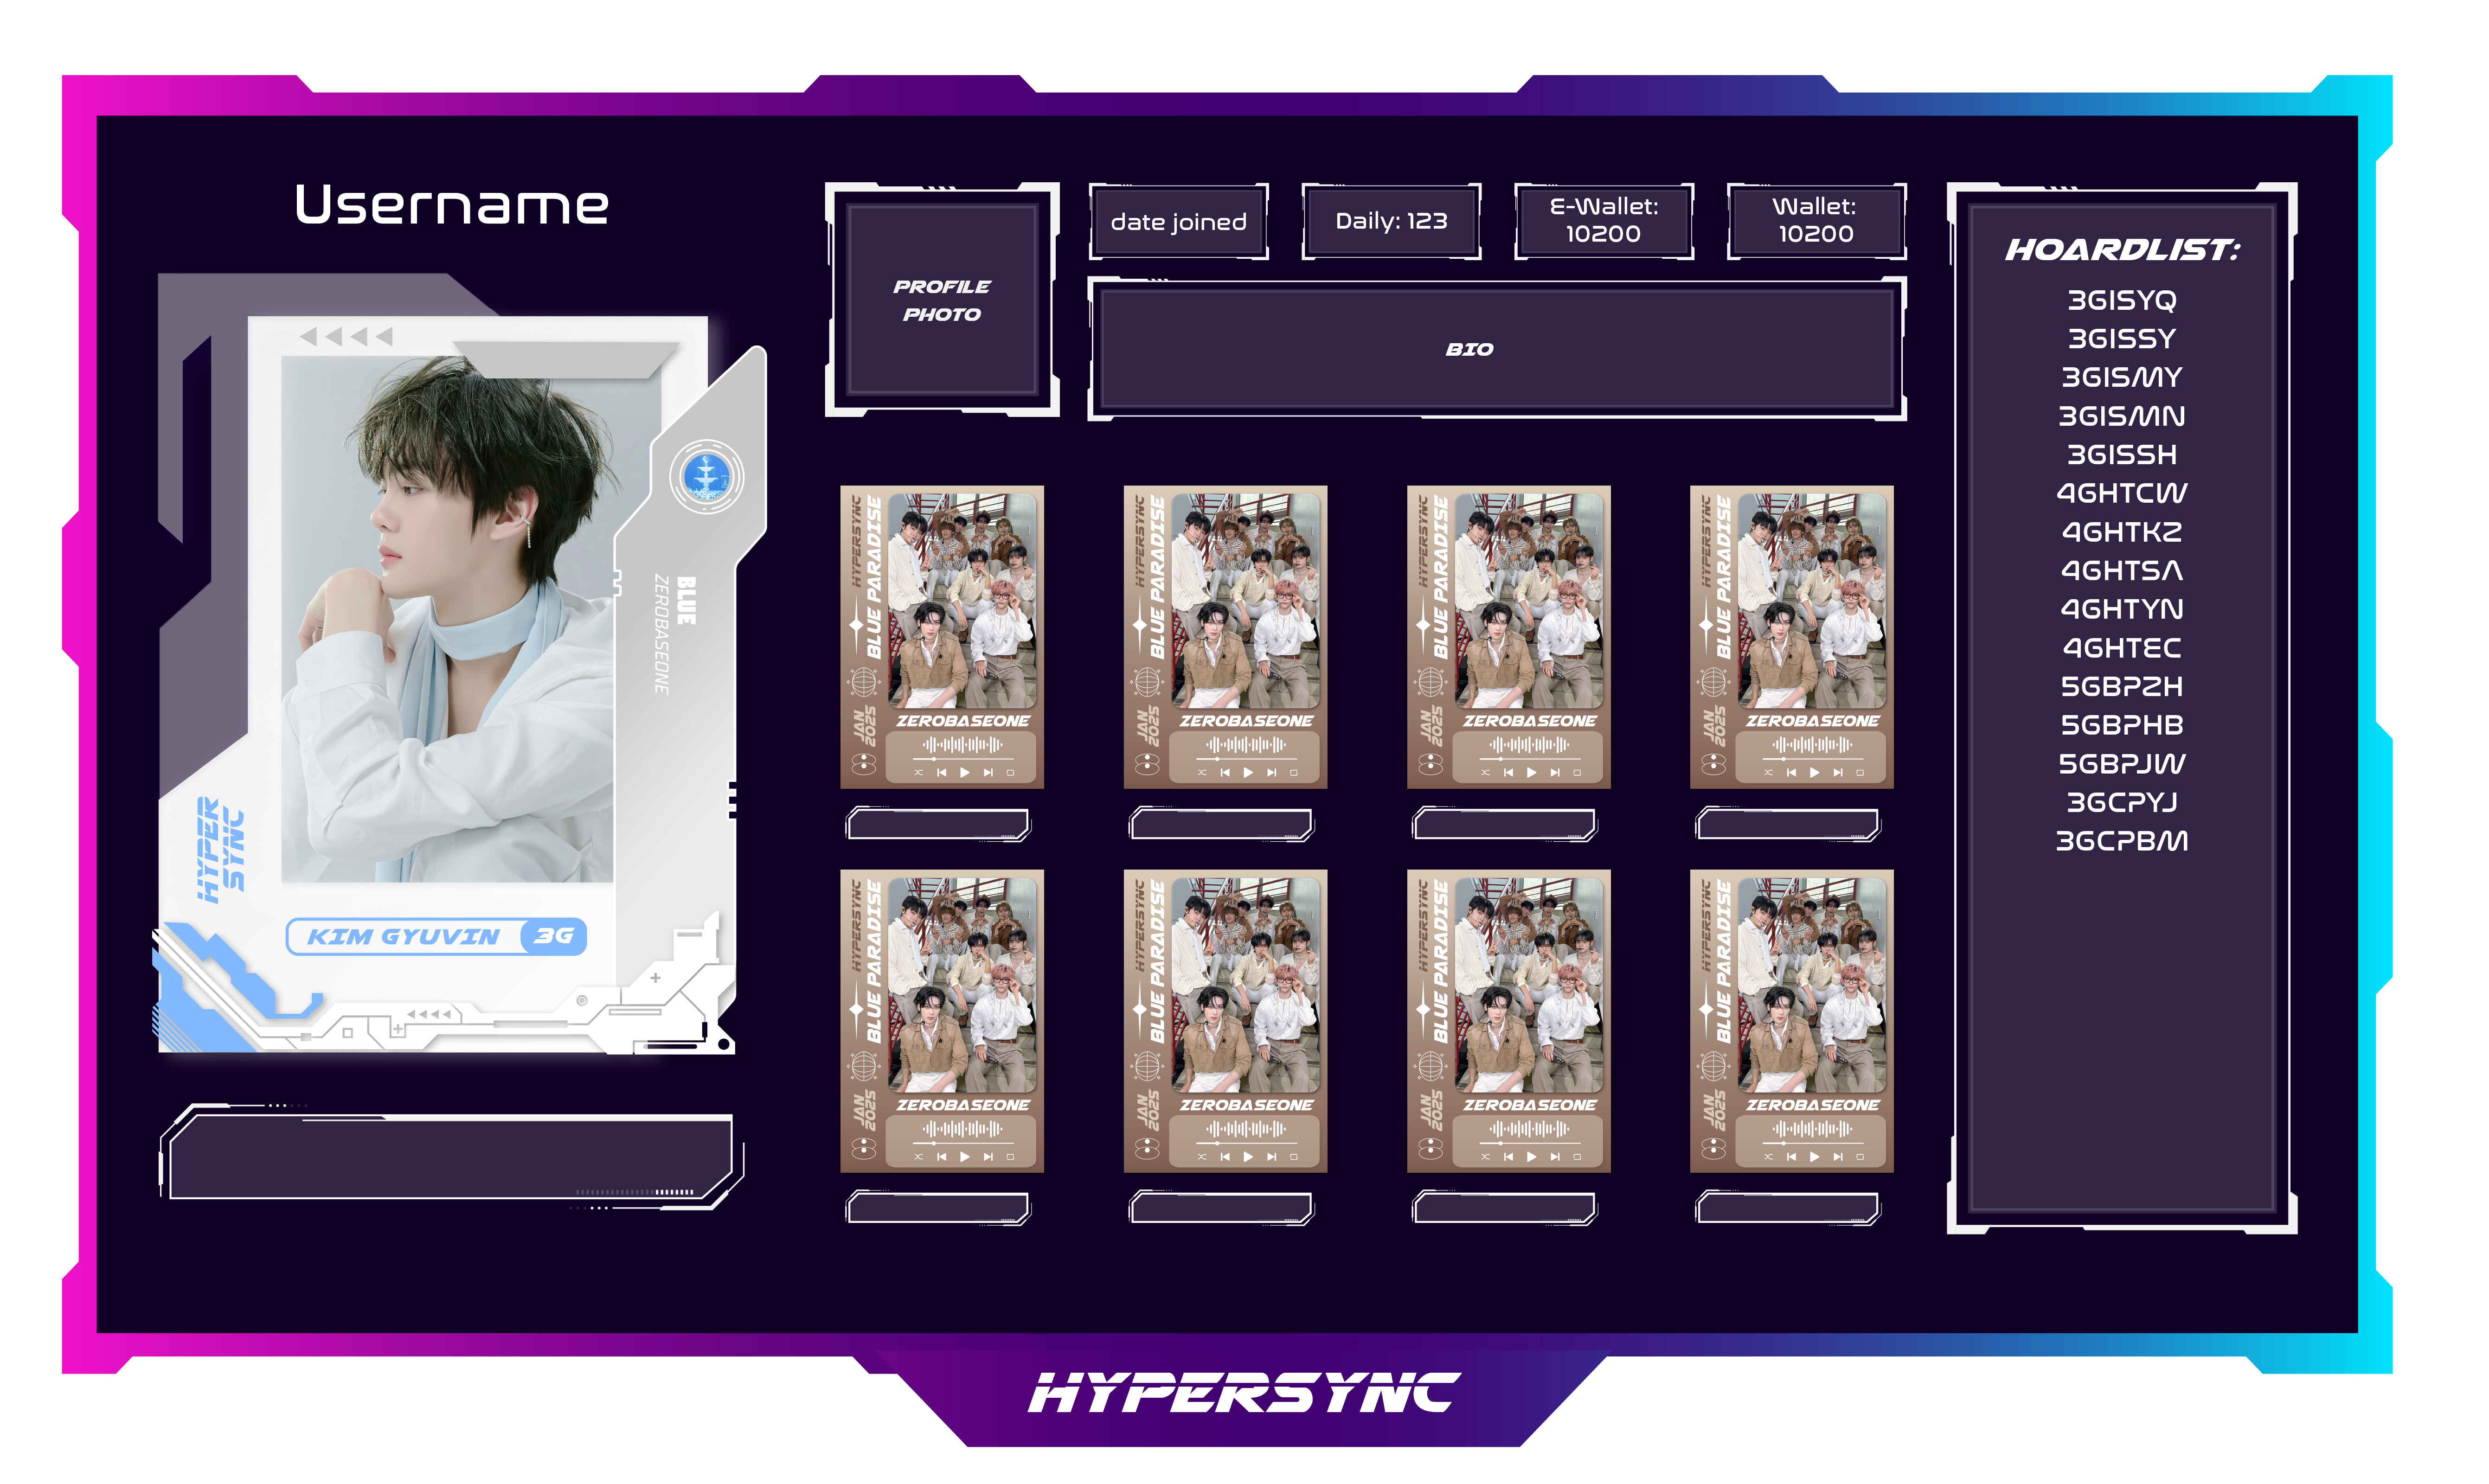 Username
HYPER
SYNC
BLUE
ZEROBASEONE
KIM GYUVIN 3G
PROFILE
PHOTO
date joined
Daily: 123
E-Wallet:
10200
Wallet:
10200
BIO
HYPERSYNC
BLUE PARADISE
JAN
2025
ZEROBASEONE
HYPERSYNC
BLUE PARADISE
JAN
2025
ZEROBASEONE
HYPERSYNC
BLUE PARADISE
JAN
2025
ZEROBASEONE
HYPERSYNC
BLUE PARADISE
JAN
2025
ZEROBASEONE
HYPERSYNC
BLUE PARADISE
JAN
2025
ZEROBASEONE
HYPERSYNC
BLUE PARADISE
JAN
2025
ZEROBASEONE
HYPERSYNC
BLUE PARADISE
JAN
2025
ZEROBASEONE
HYPERSYNC
BLUE PARADISE
JAN
2025
ZEROBASEONE
HOARDLIST:
3GISYQ
3GISSY
3GISMY
3GISMN
3GISSH
4GHTCW
4GHTKZ
4GHTSA
4GHTYN
4GHTEC
5GBPZH
5GBPHB
5GBPJW
3GCPYJ
3GCPBM
HYPERSYNC